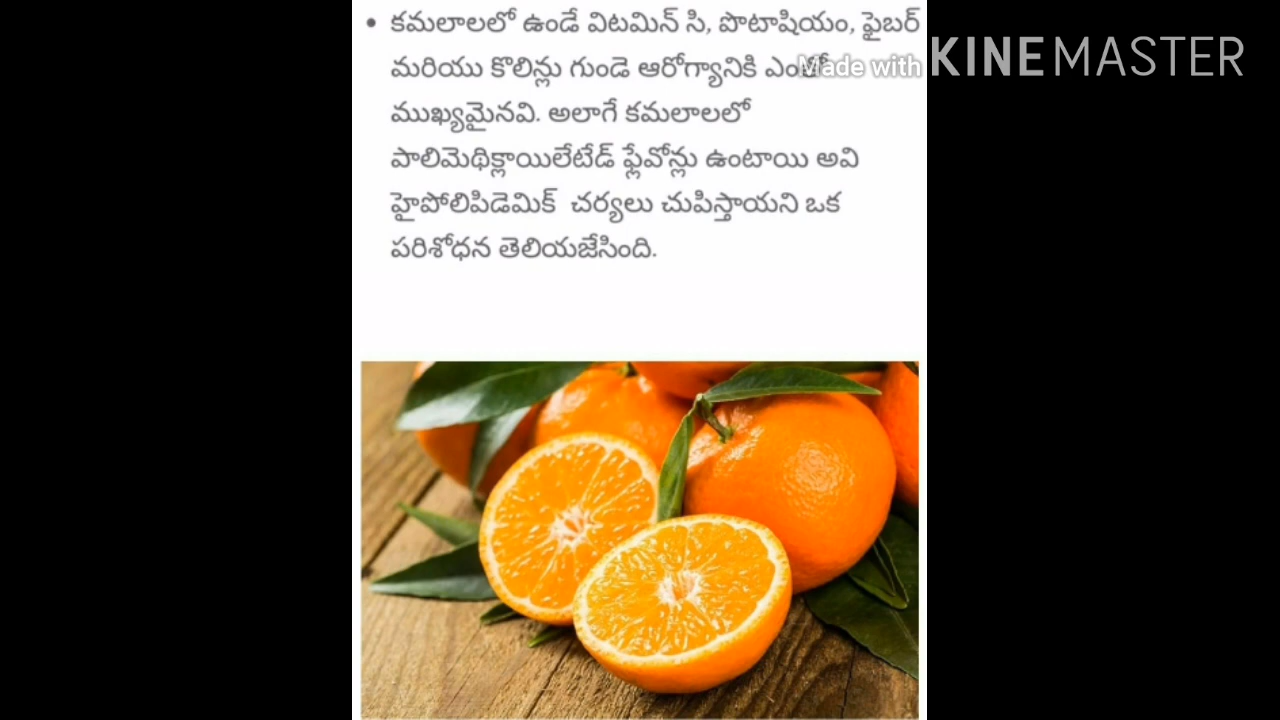 • కమలాలలో ఉండే విటమిన్ సి, పొటాషియం, ఫైబర్
మరియు కొలిన్లు గుండె ఆరోగ్యానికి
Made with KINEMASTER
ముఖ్యమైనవి. అలాగే కమలాలలో
పాలిమెథిక్లాయిలేటేడ్ ఫ్లేవోన్లు ఉంటాయి అవి
హైపోలిపిడెమిక్ చర్యలు చుపిస్తాయని ఒక
పరిశోధన తెలియజేసింది.